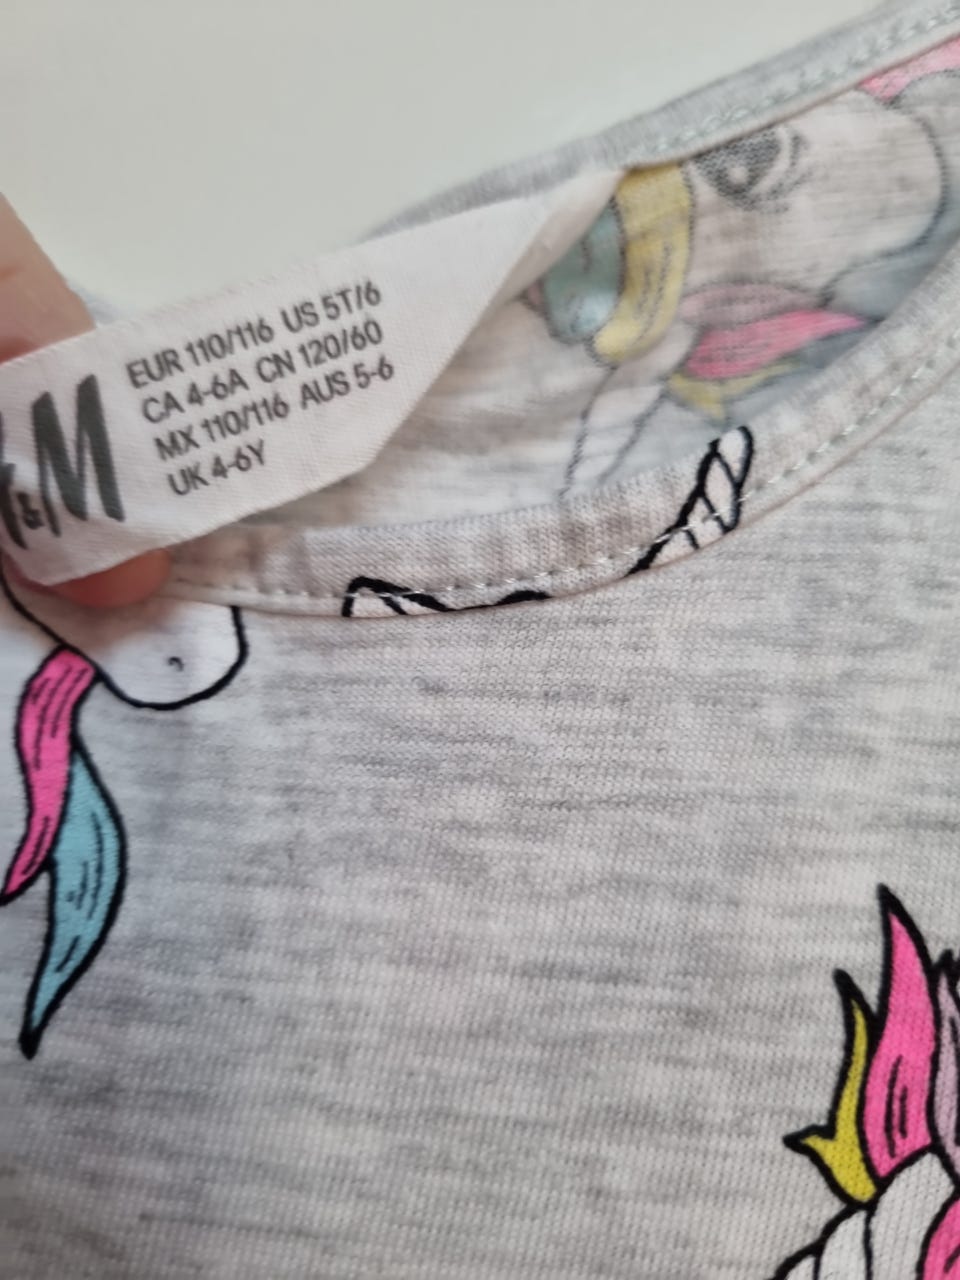 &M
EUR 110/116 US 5T/6
CA 4-6A CN 120/60
MX 110/116 AUS 5-6
UK 4-6Y